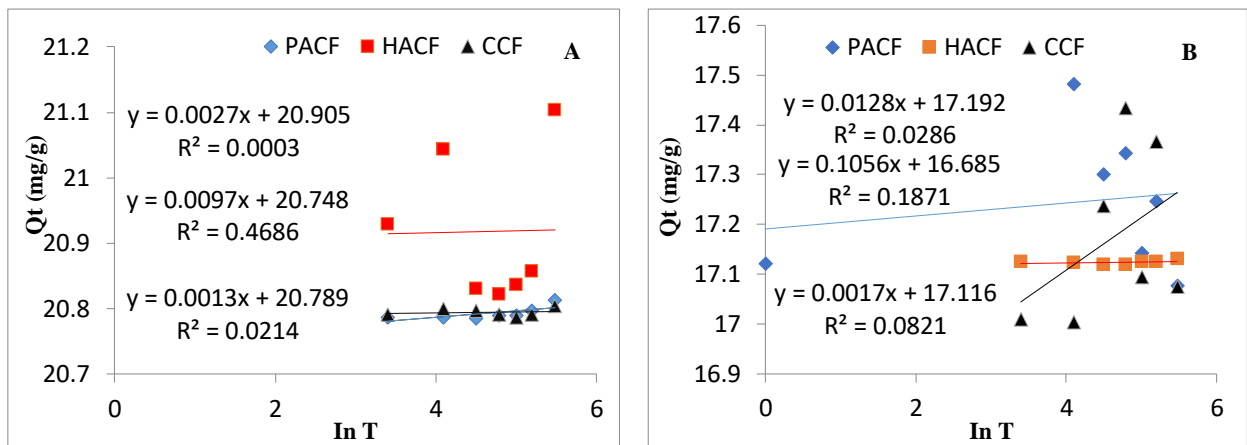 PACF HACF CCF
A
21.2
21.1
21
20.9
20.8
20.7
Qt (mg/g)
y = 0.0027x + 20.905
R² = 0.0003
y = 0.0097x + 20.748
R² = 0.4686
y = 0.0013x + 20.789
R² = 0.0214
0 2 4 6
In T
PACF HACF CCF
B
17.6
17.5
17.4
17.3
17.2
17.1
17
16.9
Qt (mg/g)
y = 0.0128x + 17.192
R² = 0.0286
y = 0.1056x + 16.685
R² = 0.1871
y = 0.0017x + 17.116
R² = 0.0821
0 2 4 6
In T